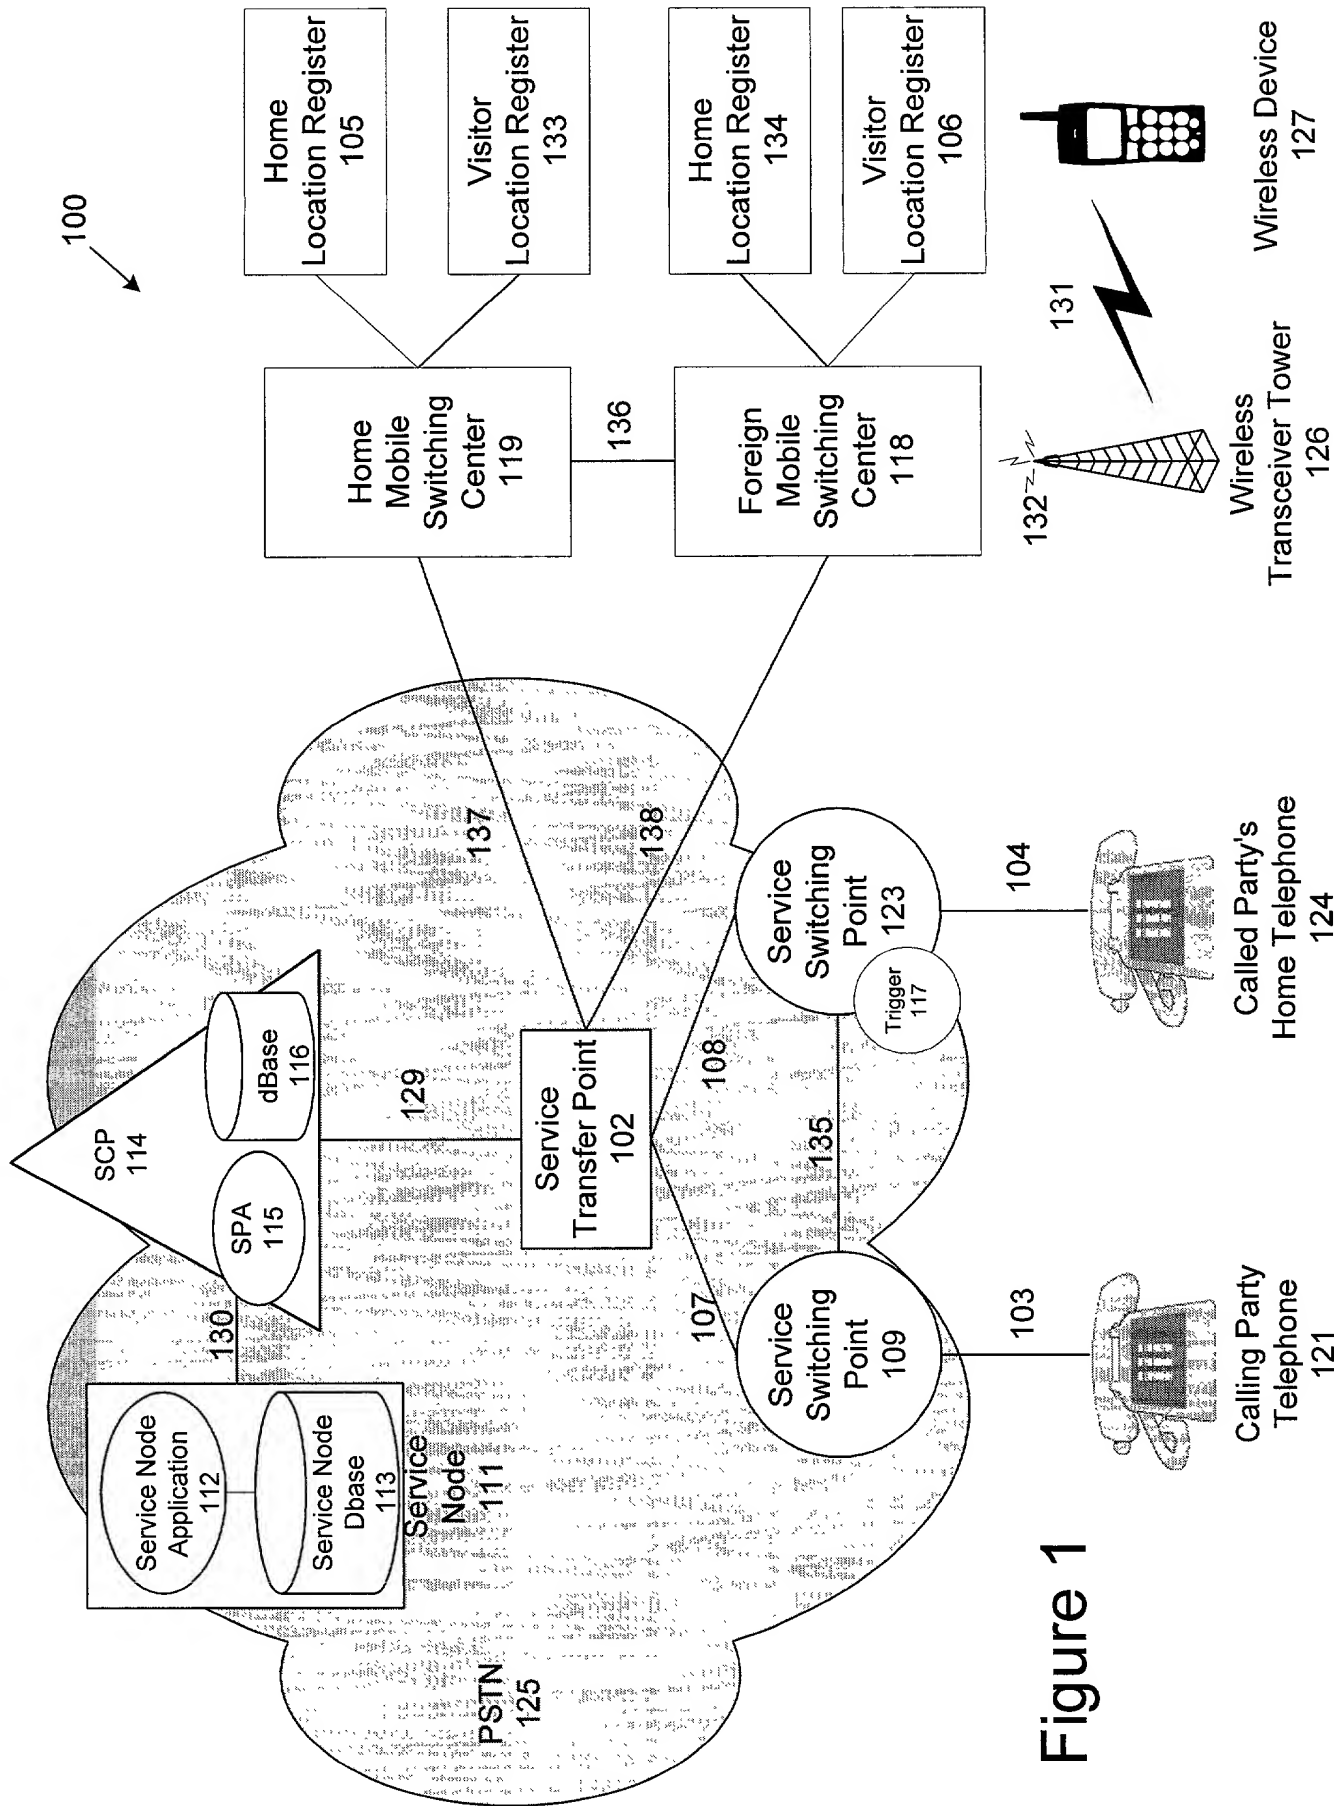 100
PSTN
125
Service Node
Application
112
Service Node
Dbase
113
Service
Node
111
130
SCP
114
SPA
115
dBase
116
129
Service
Transfer Point
102
137
138
107
108
Service
Switching
Point
109
135
Service
Switching
Point
123
Trigger
117
103
104
Calling Party
Telephone
121
Called Party's
Home Telephone
124
Home
Mobile
Switching
Center
119
136
Foreign
Mobile
Switching
Center
118
Home
Location Register
105
Visitor
Location Register
133
Home
Location Register
134
Visitor
Location Register
106
132
131
Wireless
Transceiver Tower
126
Wireless Device
127
Figure 1